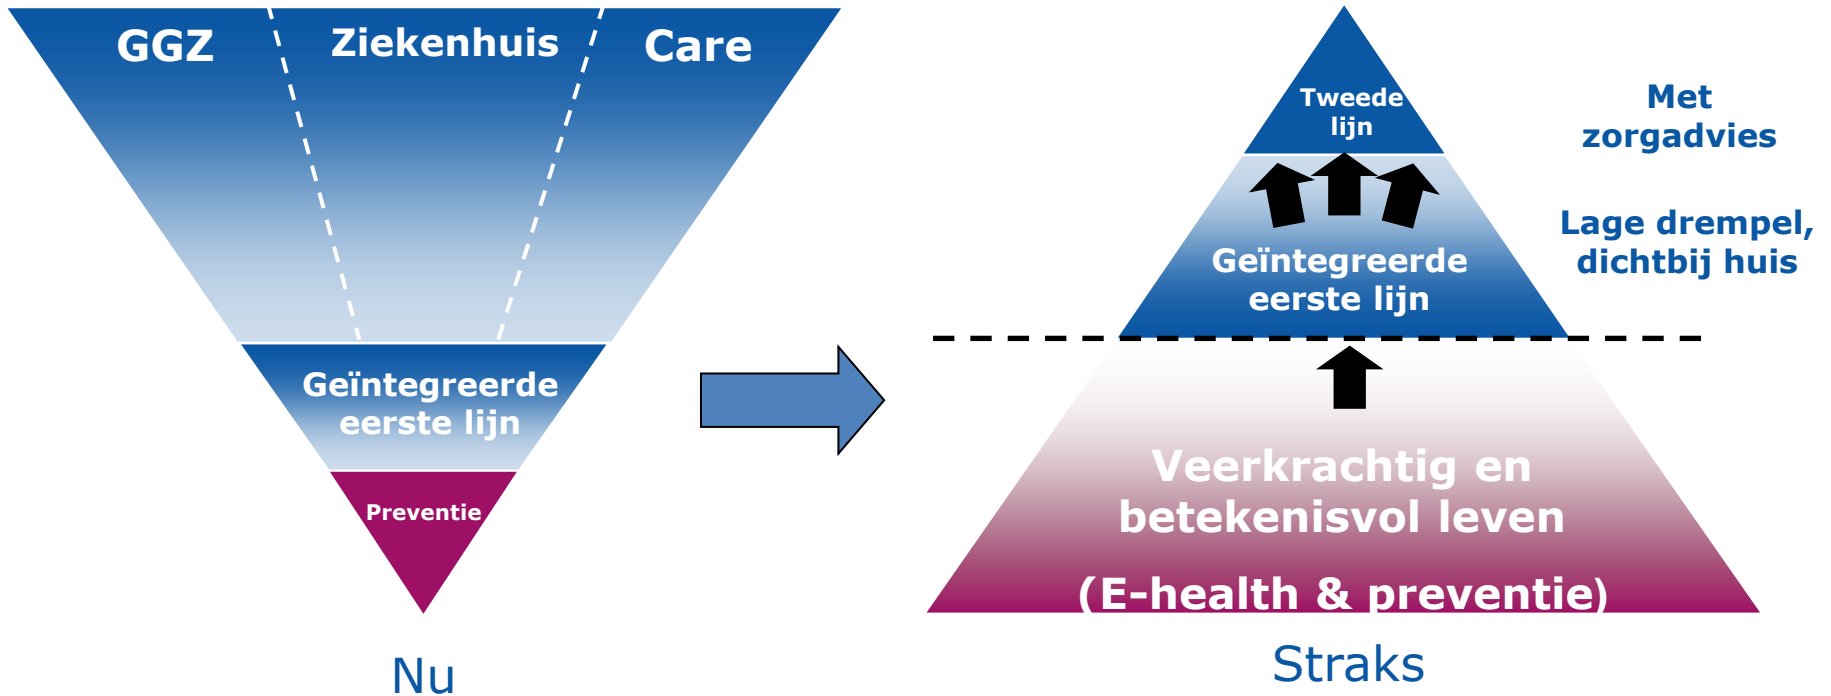 GGZ
Ziekenhuis
Care
Geïntegreerde
eerste lijn
Preventie
Nu
Tweede
lijn
Met
zorgadvies
Geïntegreerde
eerste lijn
Lage drempel,
dichtbij huis
Veerkrachtig en
betekenisvol leven
(E-health & preventie)
Straks